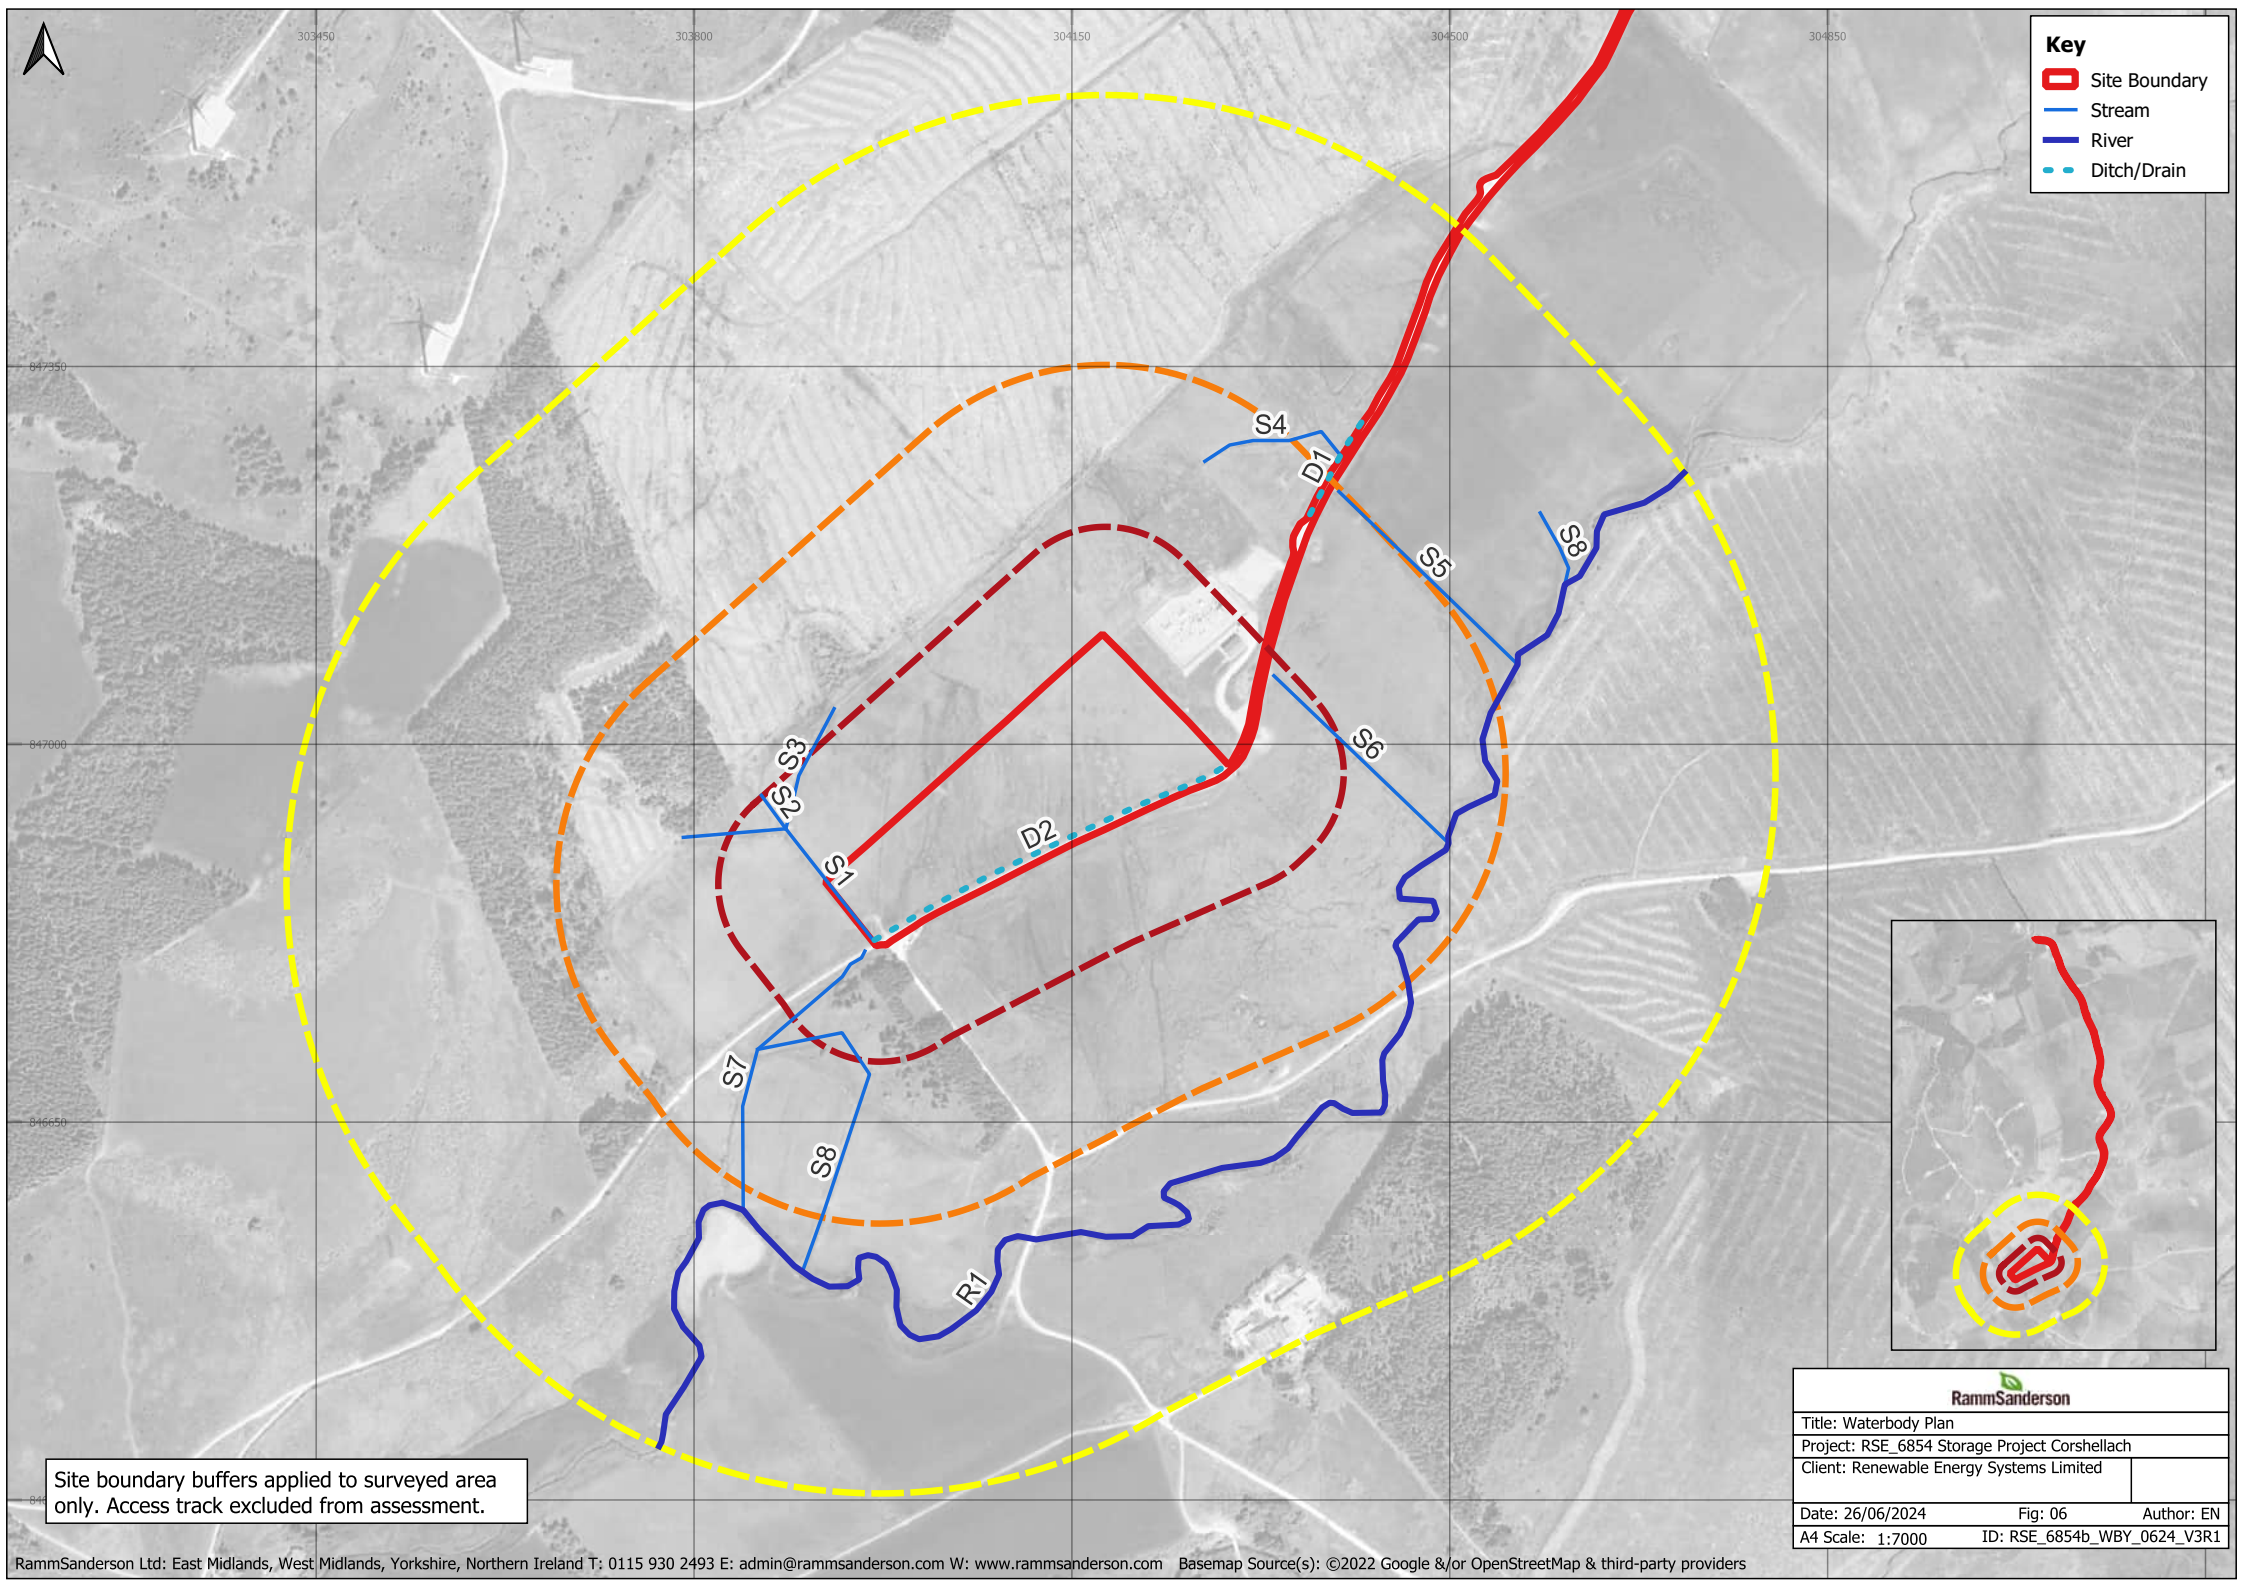 303450
303800
304150
304500
304850
Key
Site Boundary
Stream
River
Ditch/Drain
847350
S4
D1
S5
S8
847000
S3
S2
S6
D2
S1
846650
S7
S8
R1
Site boundary buffers applied to surveyed area
only. Access track excluded from assessment.
RammSanderson
Title: Waterbody Plan
Project: RSE_6854 Storage Project Corshellach
Client: Renewable Energy Systems Limited
Date: 26/06/2024 Fig: 06 Author: EN
A4 Scale: 1:7000 ID: RSE_6854b_WBY_0624_V3R1
RammSanderson Ltd: East Midlands, West Midlands, Yorkshire, Northern Ireland T: 0115 930 2493 E: admin@rammsanderson.com W: www.rammsanderson.com Basemap Source(s): ©2022 Google &/or OpenStreetMap & third-party providers